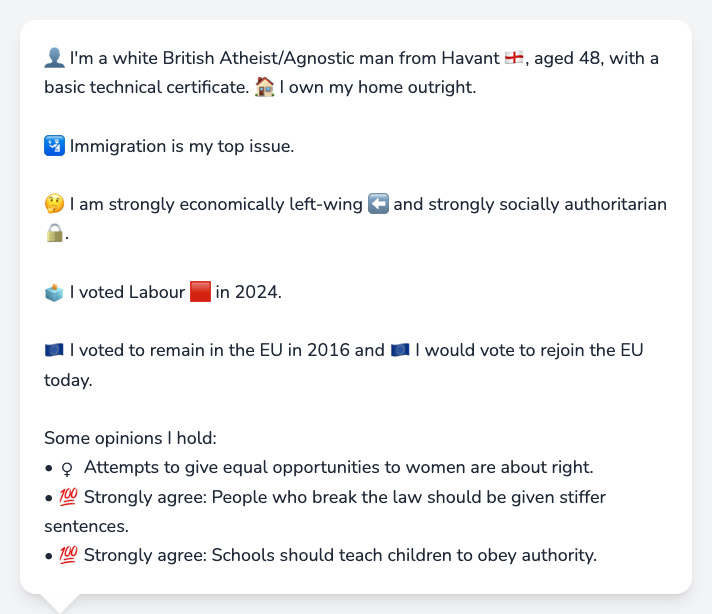 👤 I'm a white British Atheist/Agnostic man from Havant 🏴󠁧󠁢󠁥󠁮󠁧󠁿, aged 48, with a
basic technical certificate. 🏠 I own my home outright.
🛂 Immigration is my top issue.
🤔 I am strongly economically left-wing ⬅️ and strongly socially authoritarian
🔒.
🗳️ I voted Labour 🟥 in 2024.
🇪🇺 I voted to remain in the EU in 2016 and 🇪🇺 I would vote to rejoin the EU
today.
Some opinions I hold:
• ♀ Attempts to give equal opportunities to women are about right.
• 💯 Strongly agree: People who break the law should be given stiffer
sentences.
• 💯 Strongly agree: Schools should teach children to obey authority.